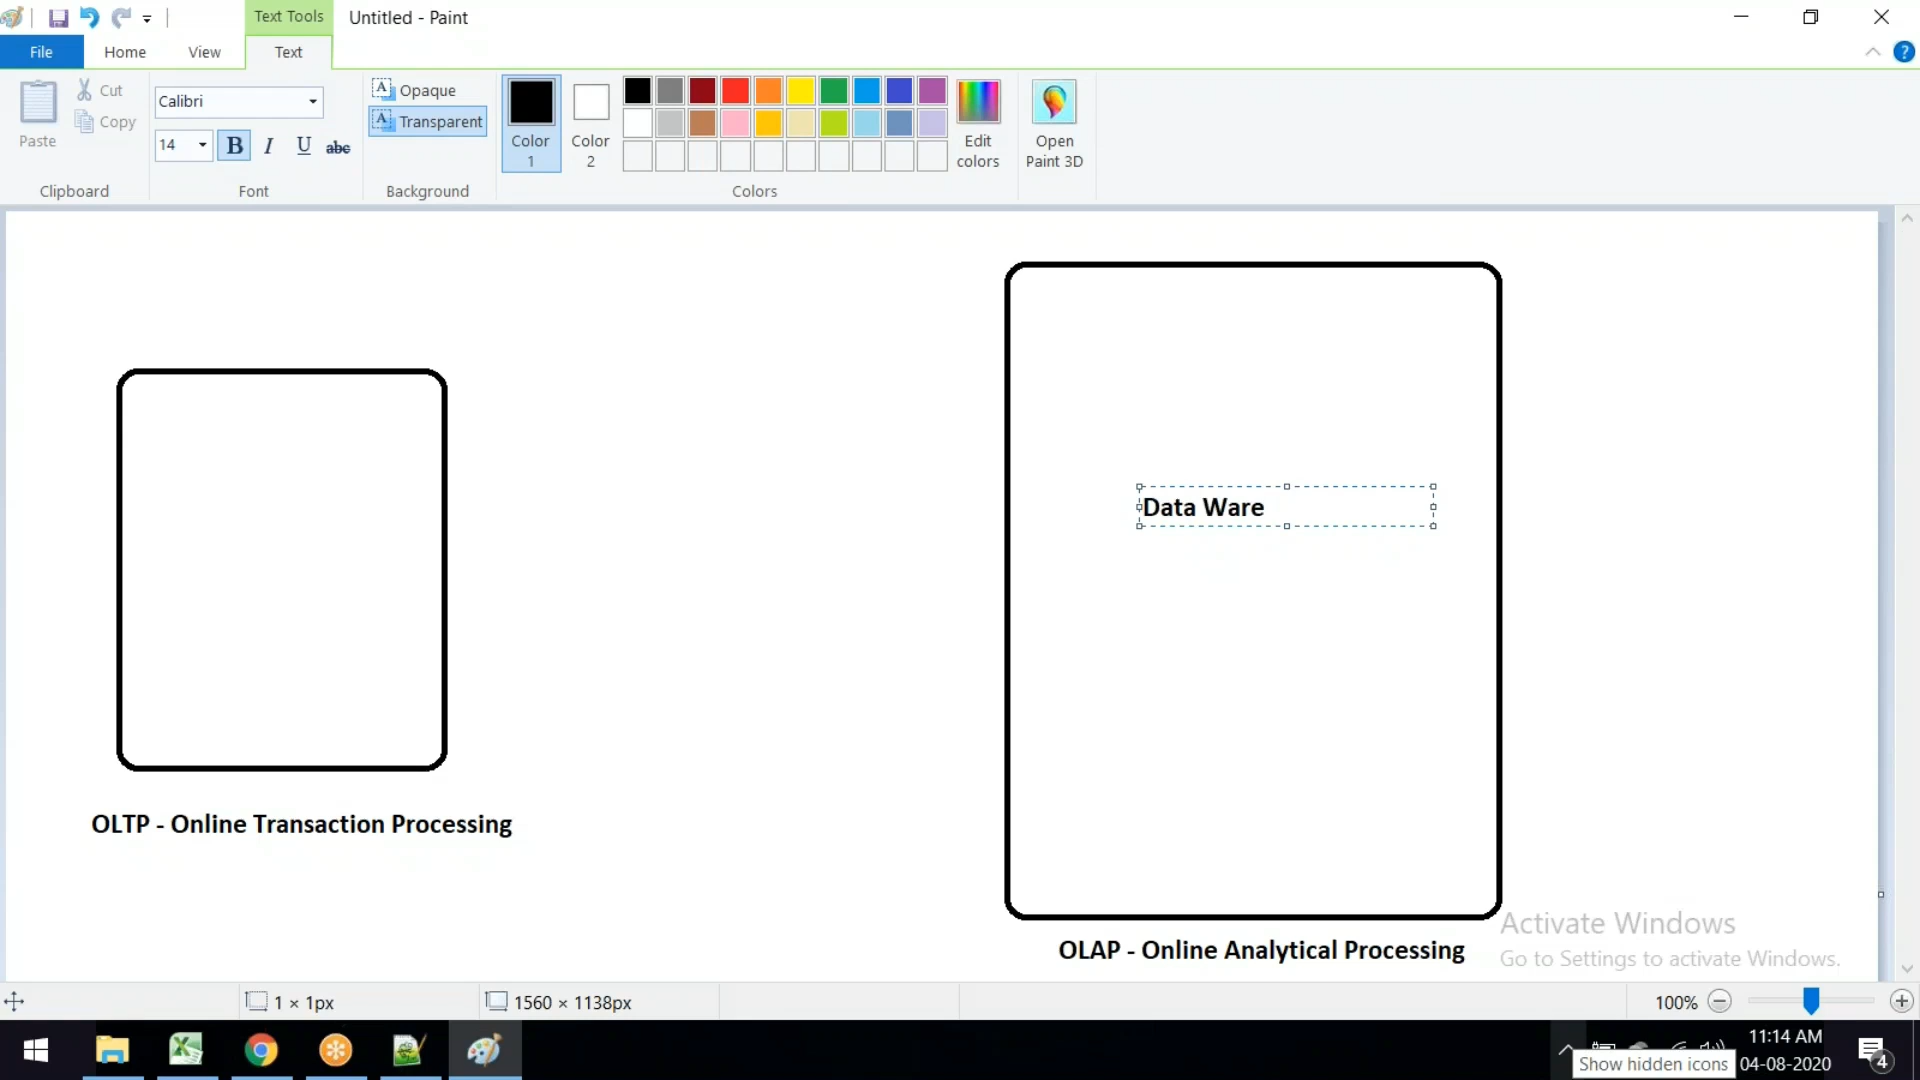 Text Tools
Untitled - Paint
File
Home
View
Text
Paste
Cut
Copy
Clipboard
Calibri
14
B
I
U
abc
Font
A
Opaque
A
Transparent
Background
Color
1
Color
2
Edit
colors
Colors
Open
Paint 3D
?
Data Ware
OLTP - Online Transaction Processing
OLAP - Online Analytical Processing
Activate Windows
Go to Settings to activate Windows.
1 × 1px
1560 × 1138px
100%
Show hidden icons
11:14 AM
04-08-2020
4